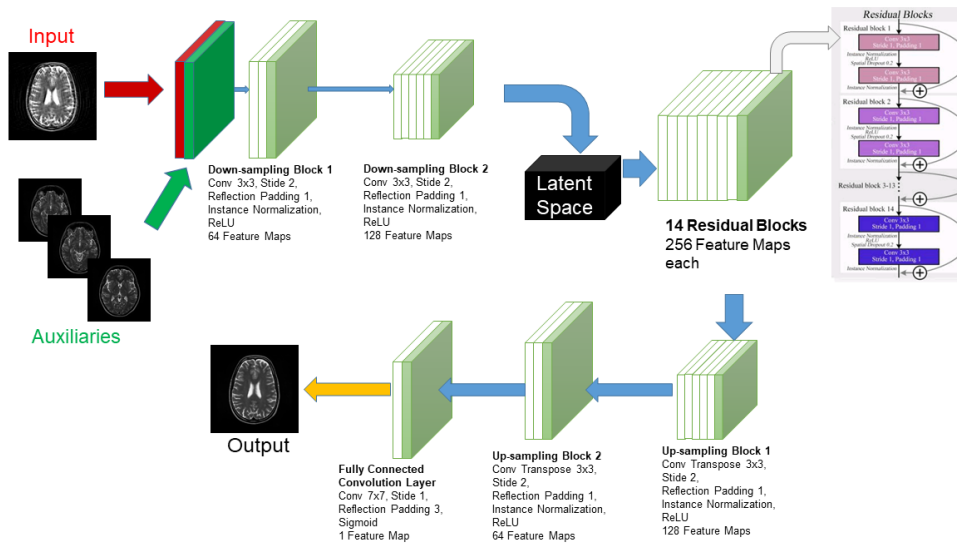 Input
Auxiliaries
Down-sampling Block 1
Conv 3x3, Stide 2,
Reflection Padding 1,
Instance Normalization,
ReLU
64 Feature Maps
Down-sampling Block 2
Conv 3x3, Stide 2,
Reflection Padding 1,
Instance Normalization,
ReLU
128 Feature Maps
Latent
Space
14 Residual Blocks
256 Feature Maps
each
Residual Blocks
Residual block 1
Conv 3x3
Stride 1, Padding 1
Instance Normalization
ReLU
Spatial Dropout 0.2
Conv 3x3
Stride 1, Padding 1
Instance Normalization
Residual block 2
Conv 3x3
Stride 1, Padding 1
Instance Normalization
ReLU
Spatial Dropout 0.2
Conv 3x3
Stride 1, Padding 1
Instance Normalization
Residual block 3-13
Residual block 14
Conv 3x3
Stride 1, Padding 1
Instance Normalization
ReLU
Spatial Dropout 0.2
Conv 3x3
Stride 1, Padding 1
Instance Normalization
Output
Fully Connected
Convolution Layer
Conv 7x7, Stide 1,
Reflection Padding 3,
Sigmoid
1 Feature Map
Up-sampling Block 2
Conv Transpose 3x3,
Stide 2,
Reflection Padding 1,
Instance Normalization,
ReLU
64 Feature Maps
Up-sampling Block 1
Conv Transpose 3x3,
Stide 2,
Reflection Padding 1,
Instance Normalization,
ReLU
128 Feature Maps